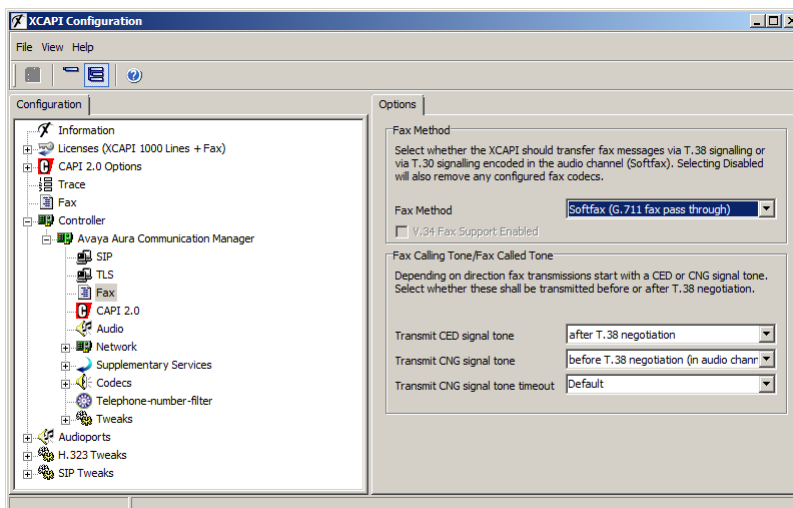 XCAPI Configuration
File View Help
Configuration
Information
Licenses (XCAPI 1000 Lines + Fax)
CAPI 2.0 Options
Trace
Fax
Controller
Avaya Aura Communication Manager
SIP
TLS
Fax
CAPI 2.0
Audio
Network
Supplementary Services
Codecs
Telephone-number-filter
Tweaks
Audioports
H.323 Tweaks
SIP Tweaks
Options
Fax Method
Select whether the XCAPI should transfer fax messages via T.38 signalling or
via T.30 signalling encoded in the audio channel (Softfax). Selecting Disabled
will also remove any configured fax codecs.
Fax Method Softfax (G.711 fax pass through)
V.34 Fax Support Enabled
Fax Calling Tone/Fax Called Tone
Depending on direction fax transmissions start with a CED or CNG signal tone.
Select whether these shall be transmitted before or after T.38 negotiation.
Transmit CED signal tone after T.38 negotiation
Transmit CNG signal tone before T.38 negotiation (in audio chann
Transmit CNG signal tone timeout Default